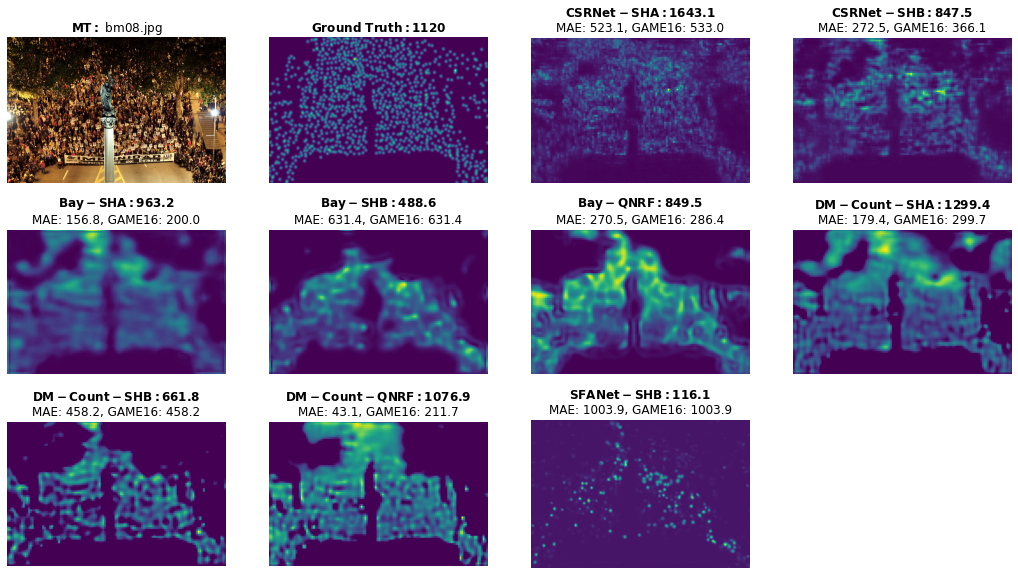 MT: bm08.jpg
Ground Truth: 1120
CSRNet − SHA: 1643.1
MAE: 523.1, GAME16: 533.0
CSRNet − SHB: 847.5
MAE: 272.5, GAME16: 366.1
Bay − SHA: 963.2
MAE: 156.8, GAME16: 200.0
Bay − SHB: 488.6
MAE: 631.4, GAME16: 631.4
Bay − QNRF: 849.5
MAE: 270.5, GAME16: 286.4
DM − Count − SHA: 1299.4
MAE: 179.4, GAME16: 299.7
DM − Count − SHB: 661.8
MAE: 458.2, GAME16: 458.2
DM − Count − QNRF: 1076.9
MAE: 43.1, GAME16: 211.7
SFANet − SHB: 116.1
MAE: 1003.9, GAME16: 1003.9